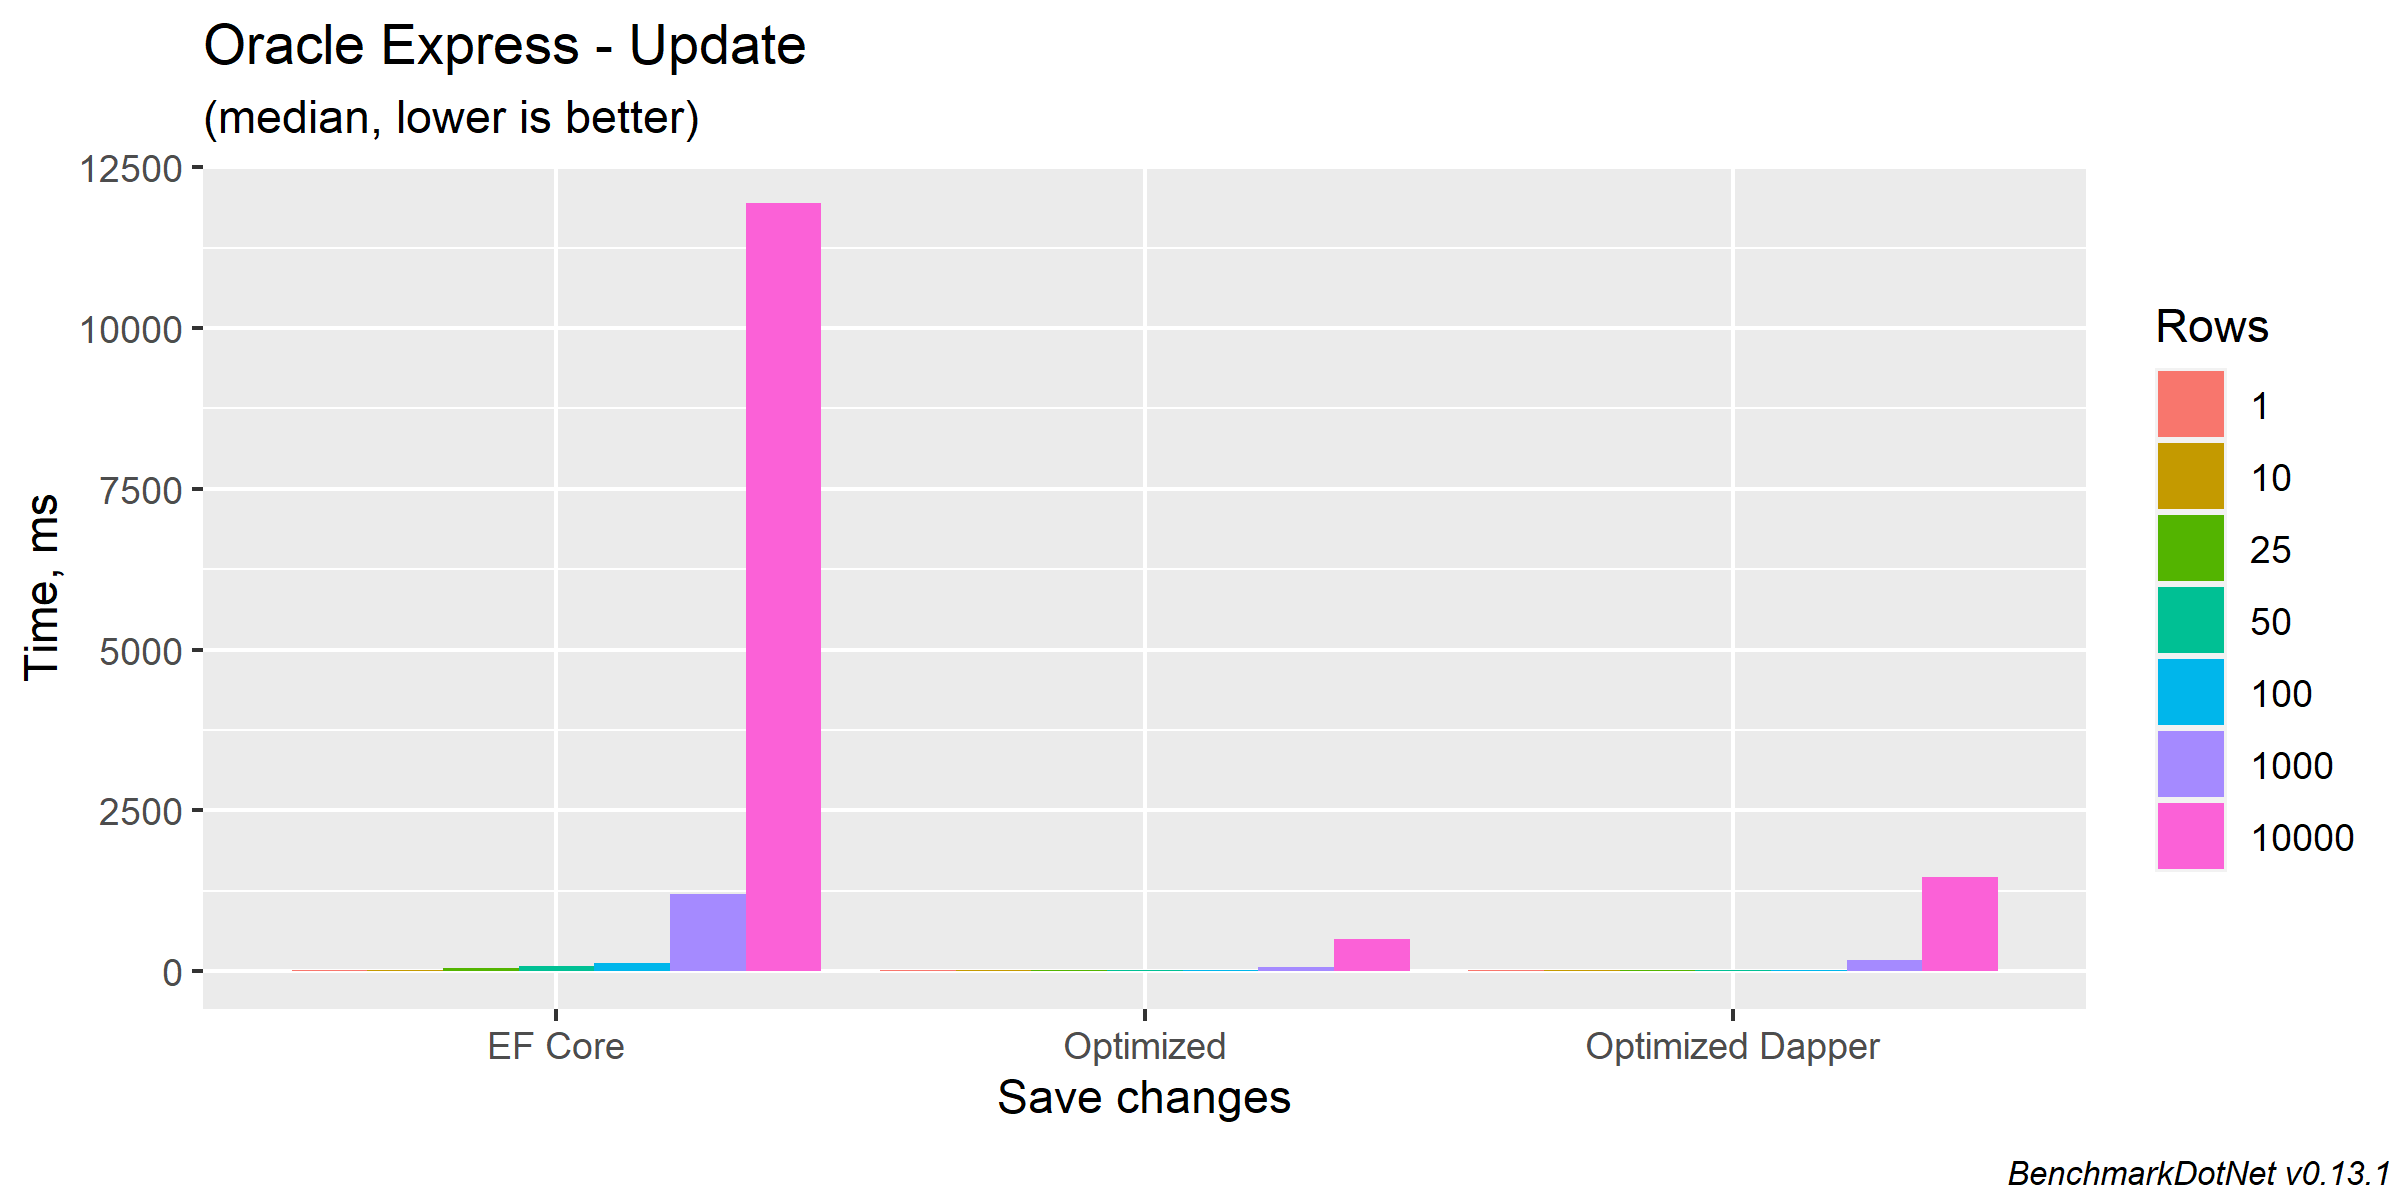 Oracle Express - Update
(median, lower is better)
12500
10000
7500
5000
2500
0
Time, ms
EF Core
Optimized
Optimized Dapper
Save changes
Rows
1
10
25
50
100
1000
10000
BenchmarkDotNet v0.13.1